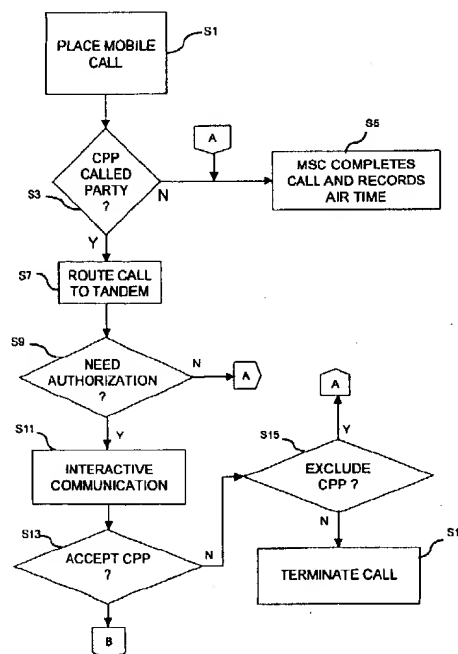 PLACE MOBILE
CALL
S1
CPP
CALLED
PARTY
?
S3
N
Y
A
S5
MSC COMPLETES
CALL AND RECORDS
AIR TIME
S7
ROUTE CALL
TO TANDEM
S9
NEED
AUTHORIZATION
?
N
A
Y
S11
INTERACTIVE
COMMUNICATION
S13
ACCEPT CPP
?
N
B
A
Y
S15
EXCLUDE
CPP ?
N
S1
TERMINATE CALL